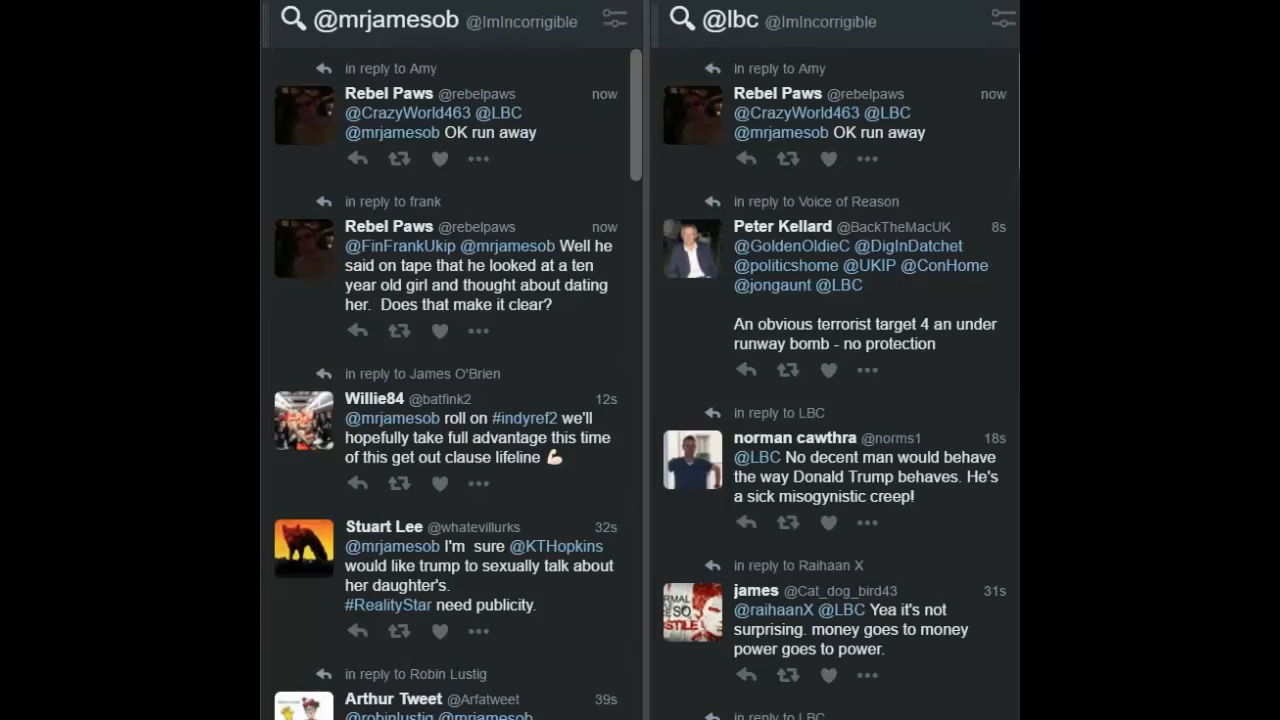 @mrjamesob @ImIncorrigible
in reply to Amy
Rebel Paws @rebelpaws now
@CrazyWorld463 @LBC
@mrjamesob OK run away
in reply to frank
Rebel Paws @rebelpaws now
@FinFrankUkip @mrjamesob Well he
said on tape that he looked at a ten
year old girl and thought about dating
her.  Does that make it clear?
in reply to James O'Brien
Willie84 @batfink2 12s
@mrjamesob roll on #indyref2 we'll
hopefully take full advantage this time
of this get out clause lifeline 💪🏻
Stuart Lee @whatevillurks 32s
@mrjamesob I'm  sure @KTHopkins
would like trump to sexually talk about
her daughter's.
#RealityStar need publicity.
in reply to Robin Lustig
Arthur Tweet @Arfatweet 39s
@robinlustig @mrjamesob
@lbc @ImIncorrigible
in reply to Amy
Rebel Paws @rebelpaws now
@CrazyWorld463 @LBC
@mrjamesob OK run away
in reply to Voice of Reason
Peter Kellard @BackTheMacUK 8s
@GoldenOldieC @DigInDatchet
@politicshome @UKIP @ConHome
@jongaunt @LBC
An obvious terrorist target 4 an under
runway bomb - no protection
in reply to LBC
norman cawthra @norms1 18s
@LBC No decent man would behave
the way Donald Trump behaves. He's
a sick misogynistic creep!
in reply to Raihaan X
james @Cat_dog_bird43 31s
@raihaanX @LBC Yea it's not
surprising. money goes to money
power goes to power.
in reply to LBC